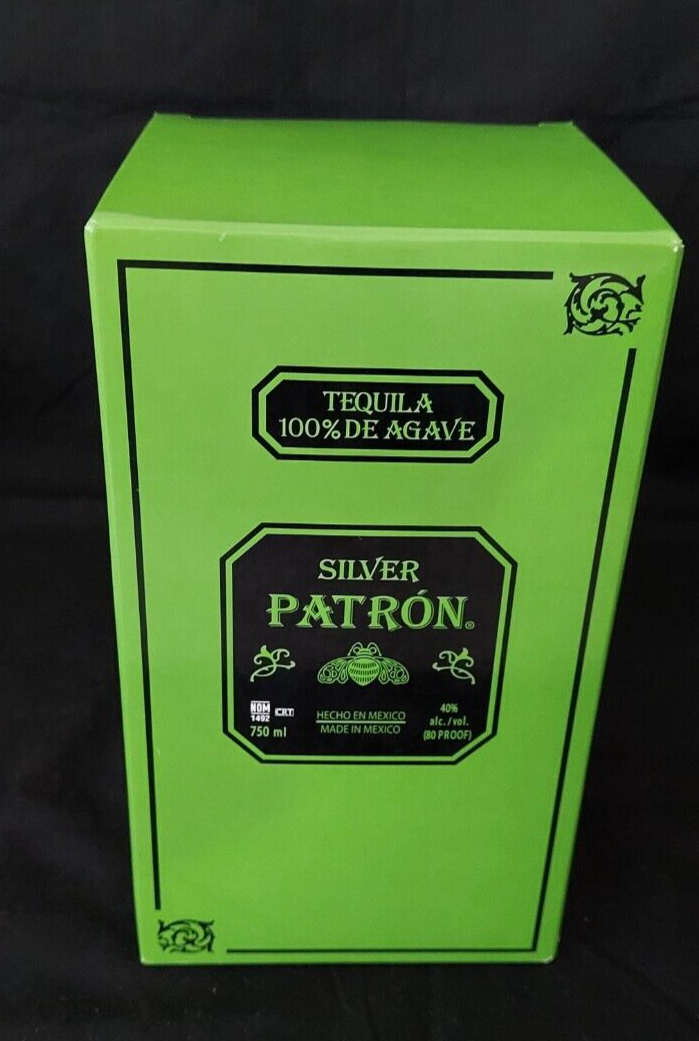 TEQUILA
100% DE AGAVE
SILVER
PATRÓN®
NOM
1492
CRT
750 ml
HECHO EN MEXICO
MADE IN MEXICO
40%
alc./vol.
(80 PROOF)